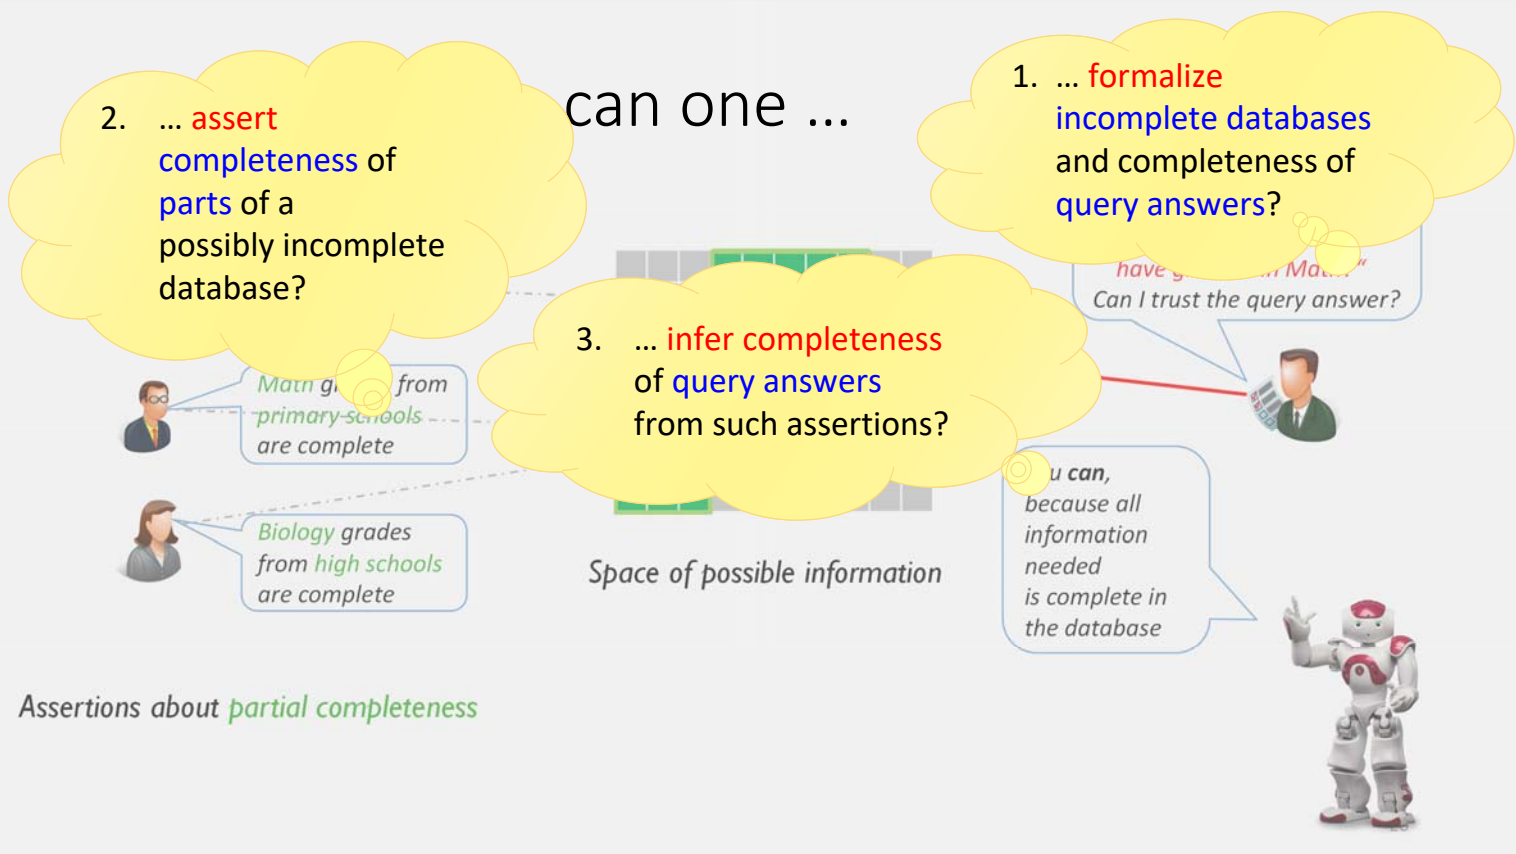 can one ...
1. ... formalize
incomplete databases
and completeness of
query answers?
2. ... assert
completeness of
parts of a
possibly incomplete
database?
3. ... infer completeness
of query answers
from such assertions?
have
Can I trust the query answer?
Math from
primary schools
are complete
Biology grades
from high schools
are complete
Assertions about partial completeness
Space of possible information
can,
because all
information
needed
is complete in
the database